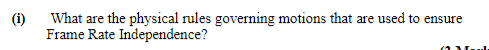 (i) What are the physical rules governing motions that are used to ensure
Frame Rate Independence?